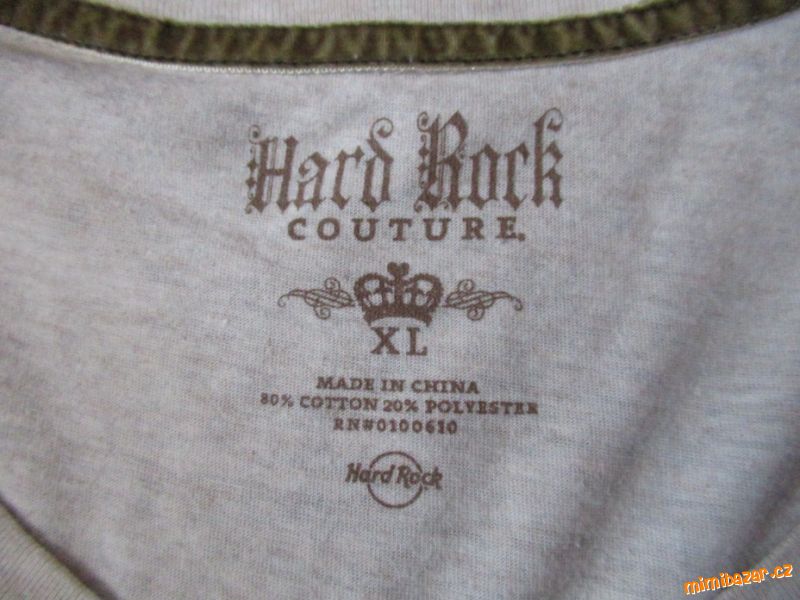 Hard Rock
COUTURE.
XL
MADE IN CHINA
80% COTTON 20% POLYESTER
RN#0100610
Hard Rock
mimibazar.cz